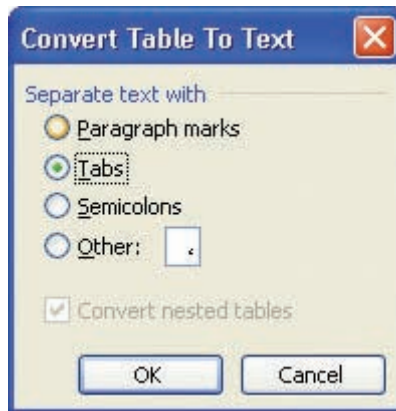 Convert Table To Text
Separate text with
Paragraph marks
Tabs
Semicolons
Other:
Convert nested tables
OK Cancel